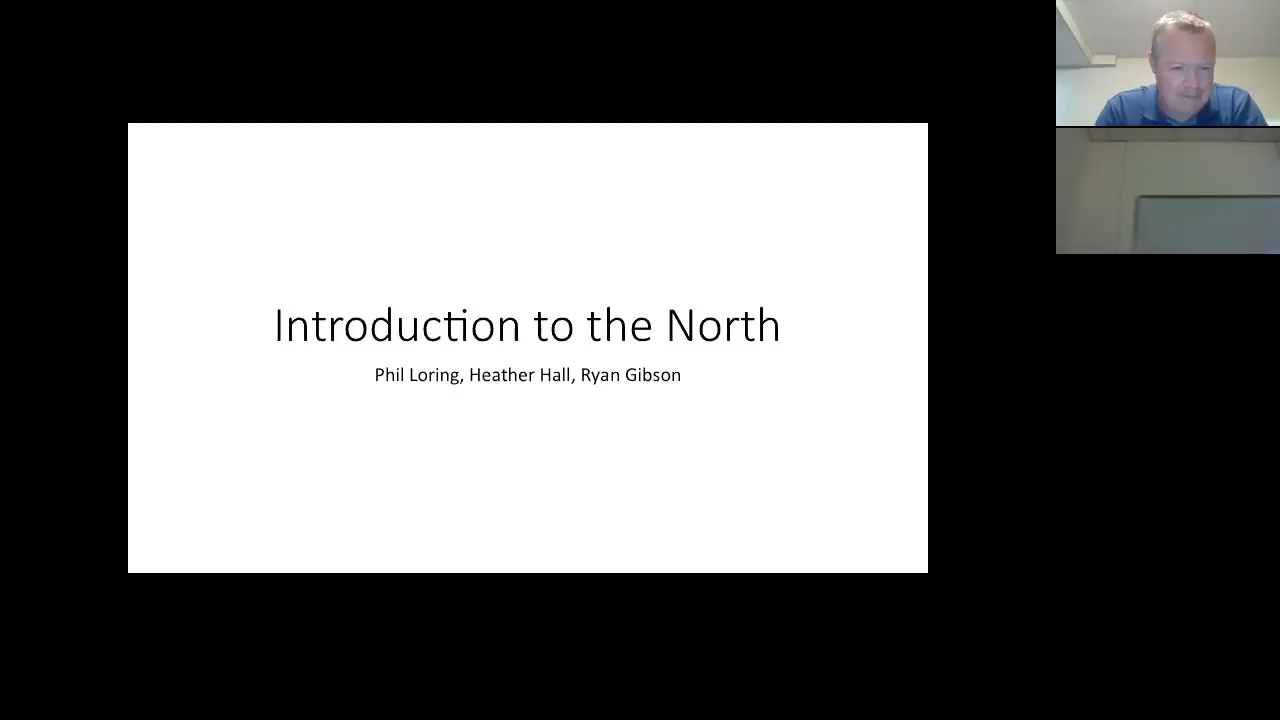 Introduction to the North
Phil Loring, Heather Hall, Ryan Gibson